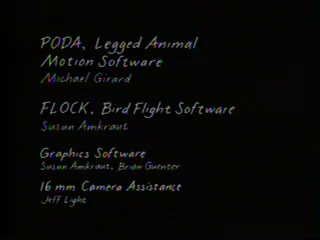 PODA, Legged Animal
Motion Software
Michael Girard
FLOCK, Bird Flight Software
Susan Amkraut
Graphics Software
Susan Amkraut, Brian Guenter
16 mm Camera Assistance
Jeff Light